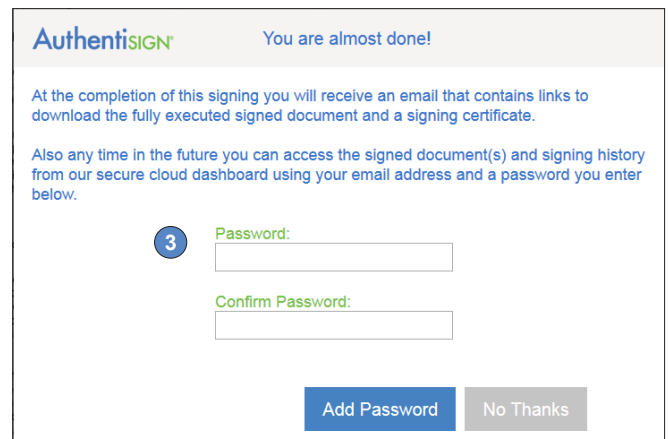 AuthentiSIGN®
You are almost done!
At the completion of this signing you will receive an email that contains links to
download the fully executed signed document and a signing certificate.
Also any time in the future you can access the signed document(s) and signing history
from our secure cloud dashboard using your email address and a password you enter
below.
3
Password:
Confirm Password:
Add Password
No Thanks